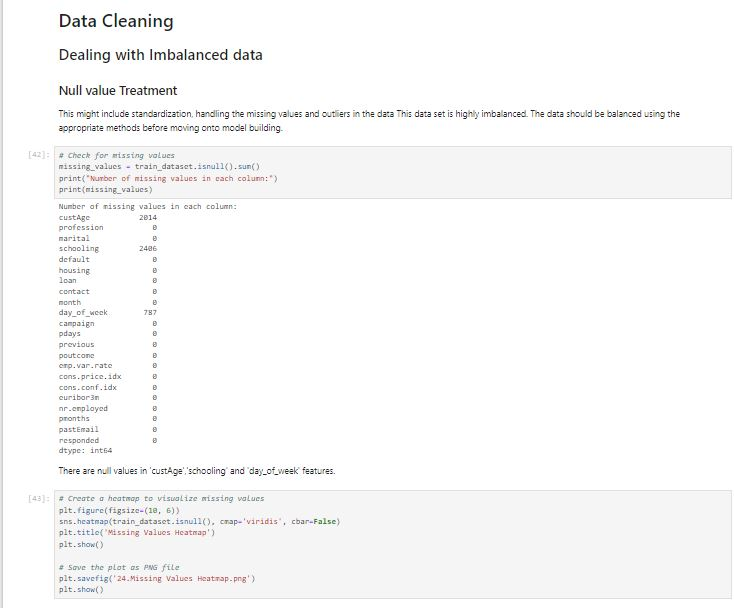 Data Cleaning
Dealing with Imbalanced data
Null value Treatment
This might include standardization, handling the missing values and outliers in the data This data set is highly imbalanced. The data should be balanced using the
appropriate methods before moving onto model building.
[42]: # Check for missing values
missing_values = train_dataset.isnull().sum()
print("Number of missing values in each column:")
print(missing_values)
Number of missing values in each column:
custAge 2014
profession 0
marital 0
schooling 2406
default 0
housing 0
loan 0
contact 0
month 0
day_of_week 787
campaign 0
pdays 0
previous 0
poutcome 0
emp.var.rate 0
cons.price.idx 0
cons.conf.idx 0
euribor3m 0
nr.employed 0
pmonths 0
pastEmail 0
responded 0
dtype: int64
There are null values in 'custAge','schooling' and 'day_of_week' features.
[43]: # Create a heatmap to visualize missing values
plt.figure(figsize=(10, 6))
sns.heatmap(train_dataset.isnull(), cmap='viridis', cbar=False)
plt.title('Missing Values Heatmap')
plt.show()
# Save the plot as PNG file
plt.savefig('24.Missing Values Heatmap.png')
plt.show()